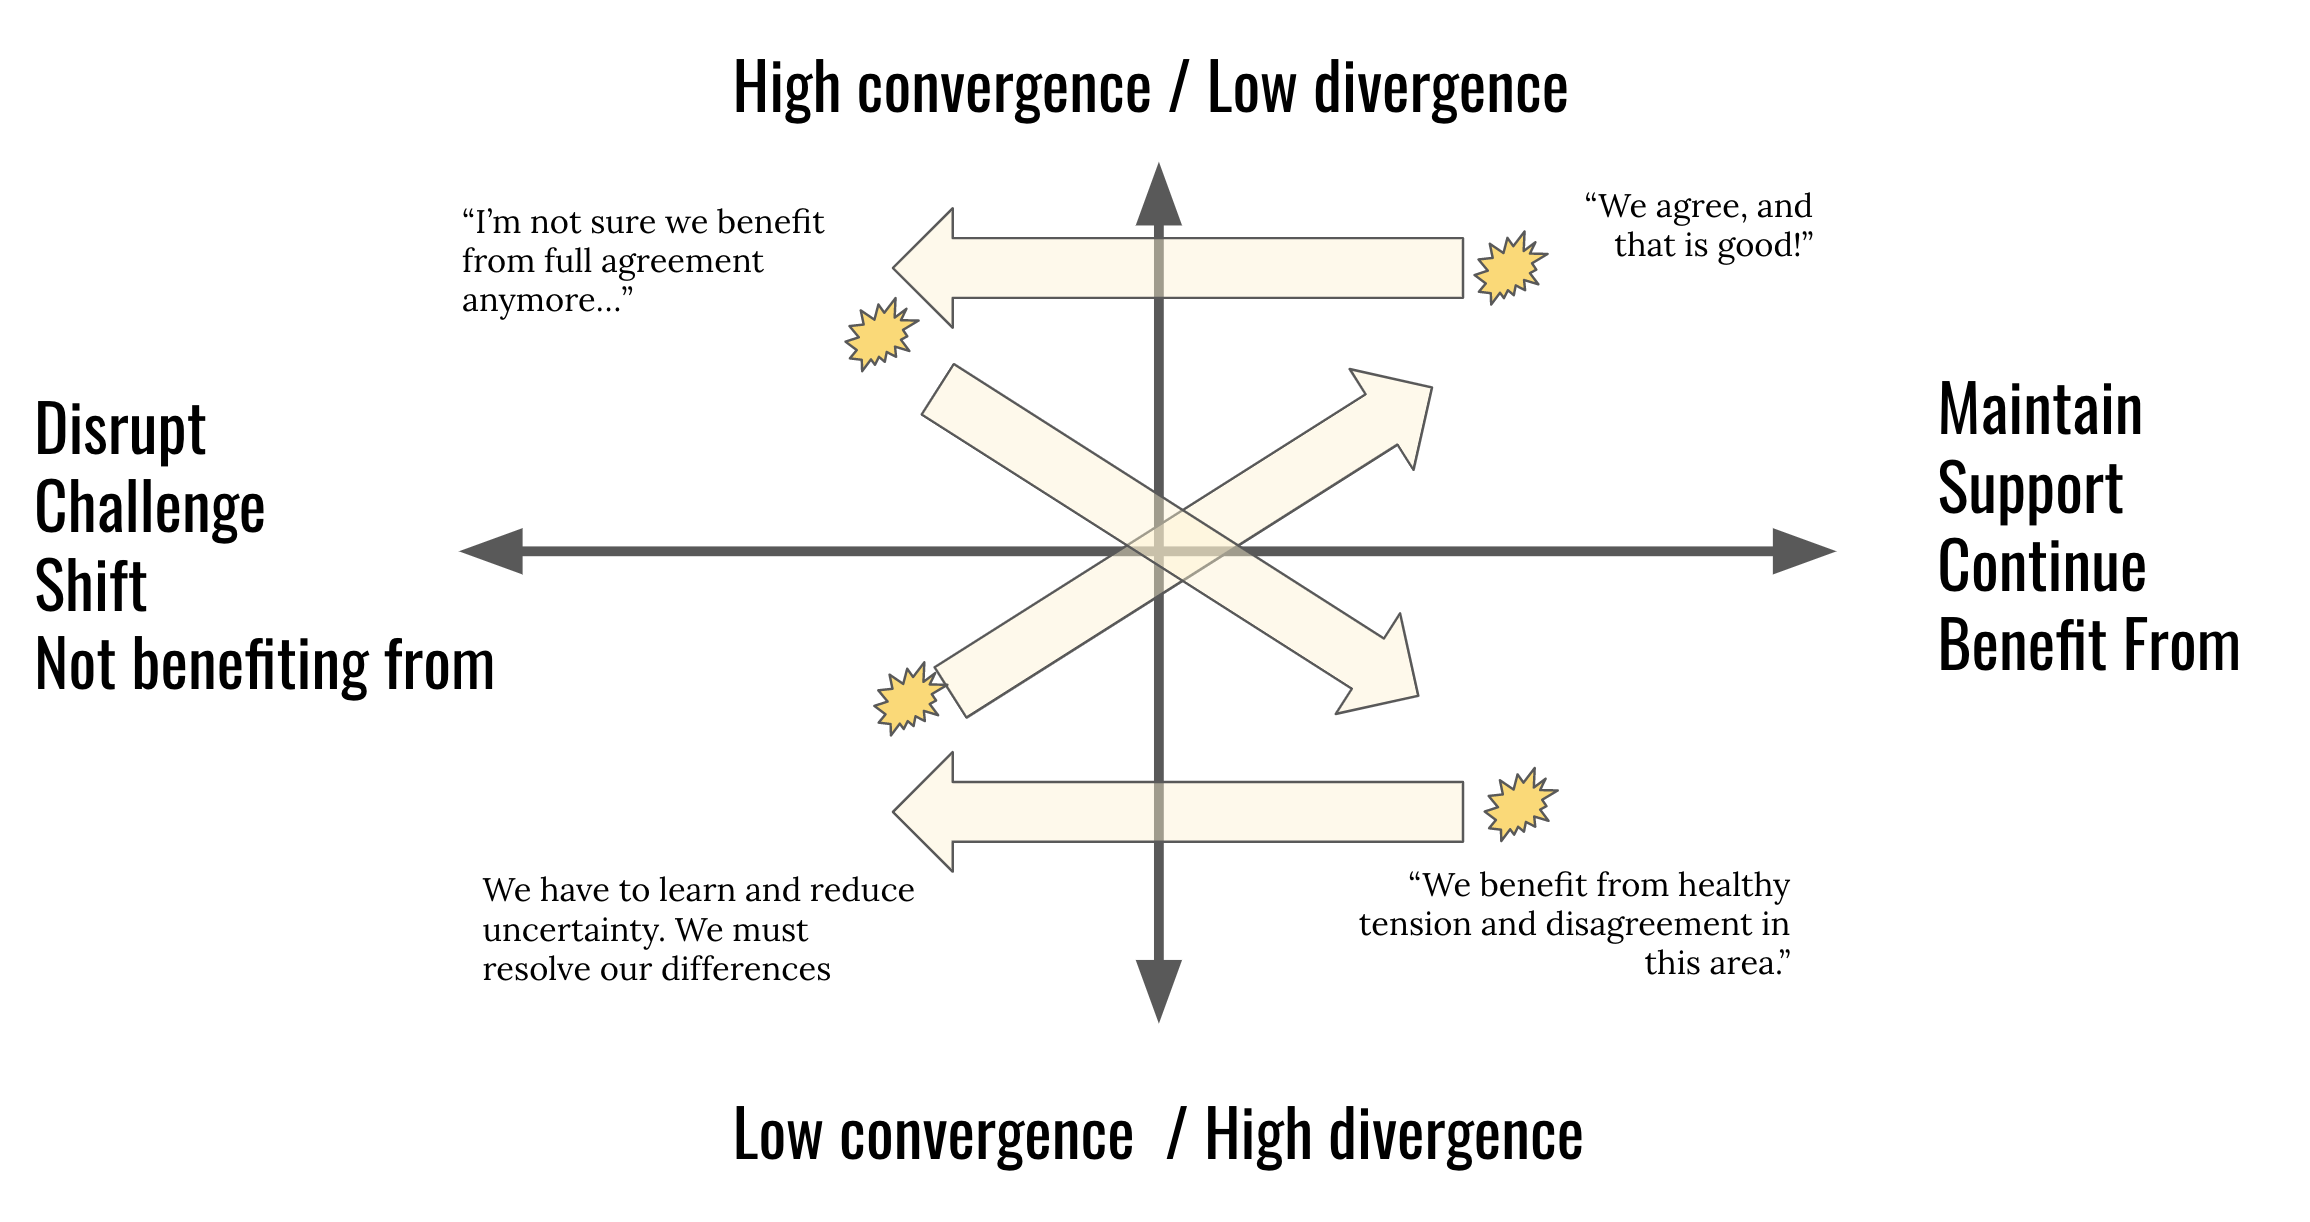 High convergence / Low divergence
“I’m not sure we benefit
from full agreement
anymore...”
“We agree, and
that is good!”
Disrupt
Challenge
Shift
Not benefiting from
Maintain
Support
Continue
Benefit From
We have to learn and reduce
uncertainty. We must
resolve our differences
“We benefit from healthy
tension and disagreement in
this area.”
Low convergence  / High divergence